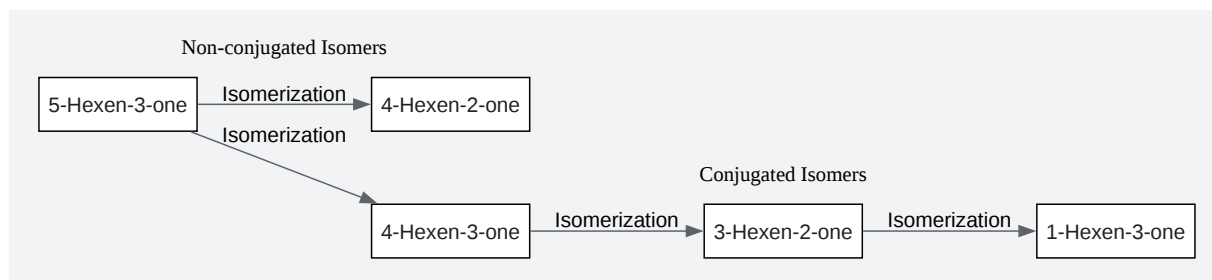 Non-conjugated Isomers
5-Hexen-3-one
Isomerization
4-Hexen-2-one
Isomerization
Conjugated Isomers
4-Hexen-3-one
Isomerization
3-Hexen-2-one
Isomerization
1-Hexen-3-one